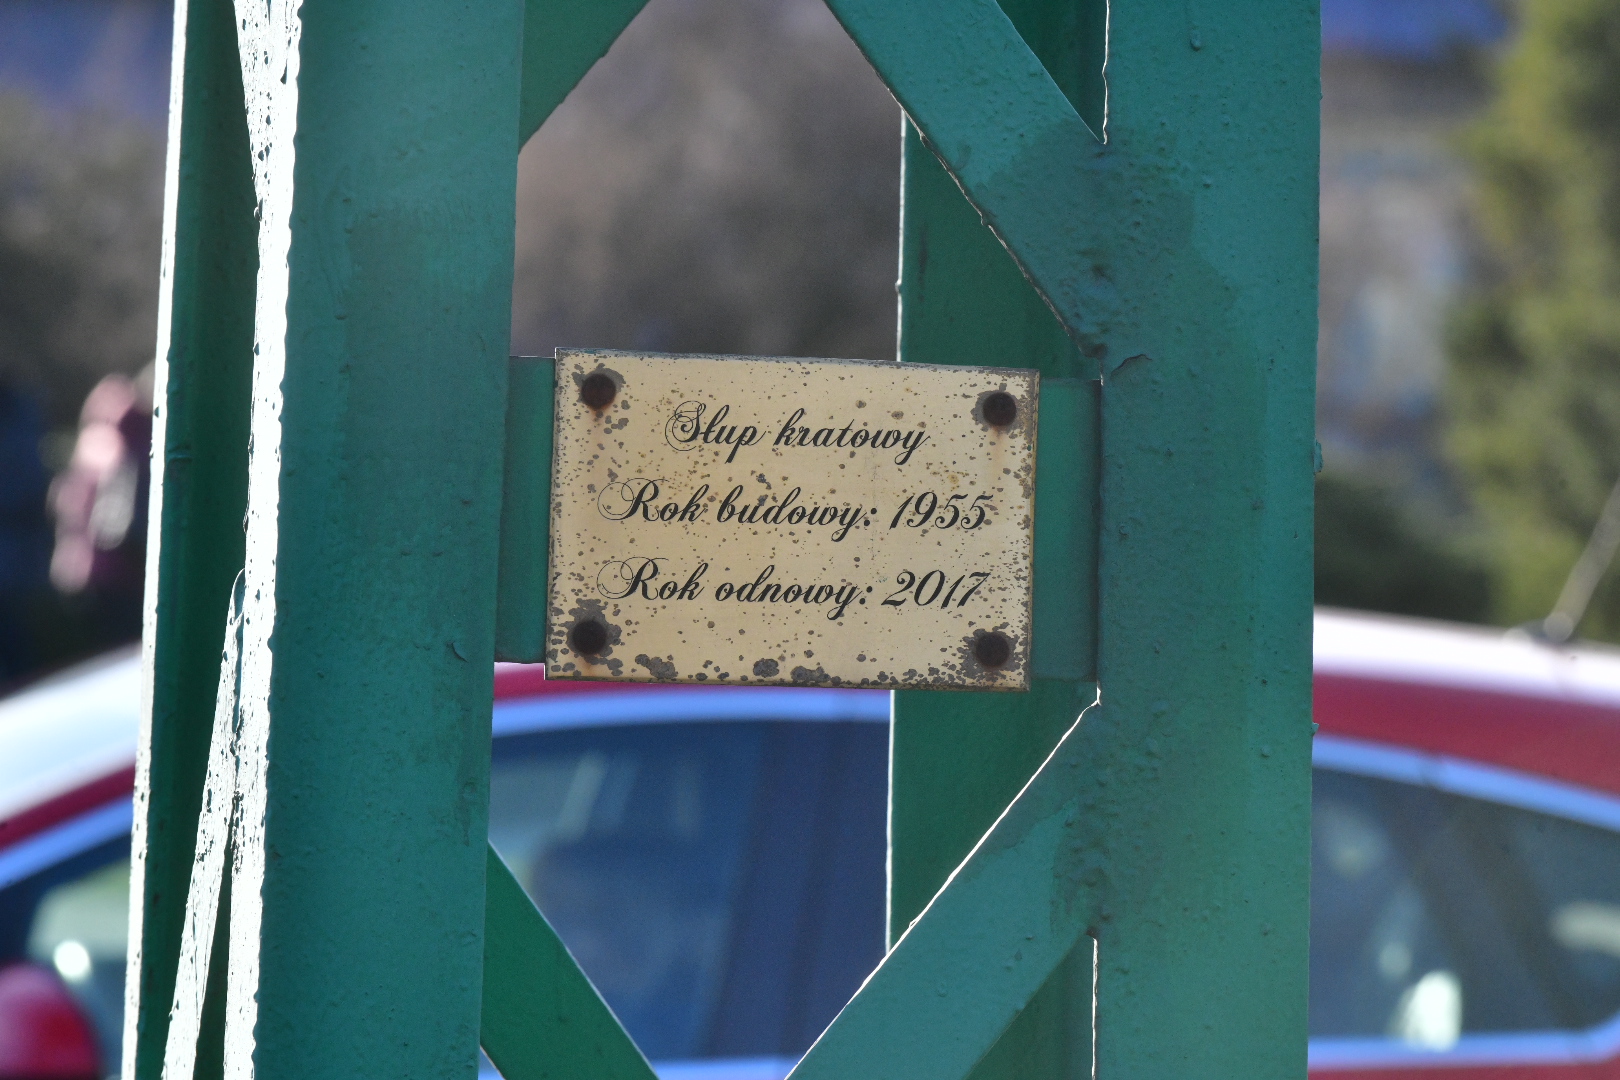 Słup kratowy
Rok budowy: 1955
Rok odnowy: 2017